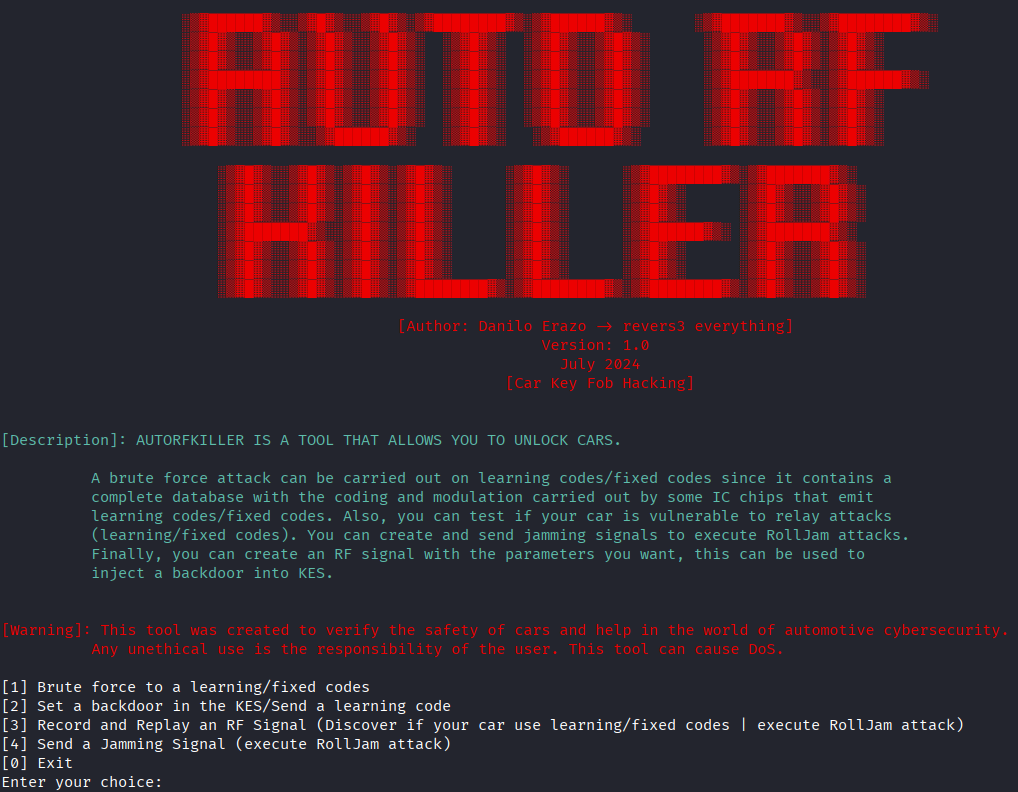 AUTO RF
KILLER
[Author: Danilo Erazo → revers3 everything]
Version: 1.0
July 2024
[Car Key Fob Hacking]
[Description]: AUTORFKILLER IS A TOOL THAT ALLOWS YOU TO UNLOCK CARS.
A brute force attack can be carried out on learning codes/fixed codes since it contains a
complete database with the coding and modulation carried out by some IC chips that emit
learning codes/fixed codes. Also, you can test if your car is vulnerable to relay attacks
(learning/fixed codes). You can create and send jamming signals to execute RollJam attacks.
Finally, you can create an RF signal with the parameters you want, this can be used to
inject a backdoor into KES.
[Warning]: This tool was created to verify the safety of cars and help in the world of automotive cybersecurity.
Any unethical use is the responsibility of the user. This tool can cause DoS.
[1] Brute force to a learning/fixed codes
[2] Set a backdoor in the KES/Send a learning code
[3] Record and Replay an RF Signal (Discover if your car use learning/fixed codes | execute RollJam attack)
[4] Send a Jamming Signal (execute RollJam attack)
[0] Exit
Enter your choice: